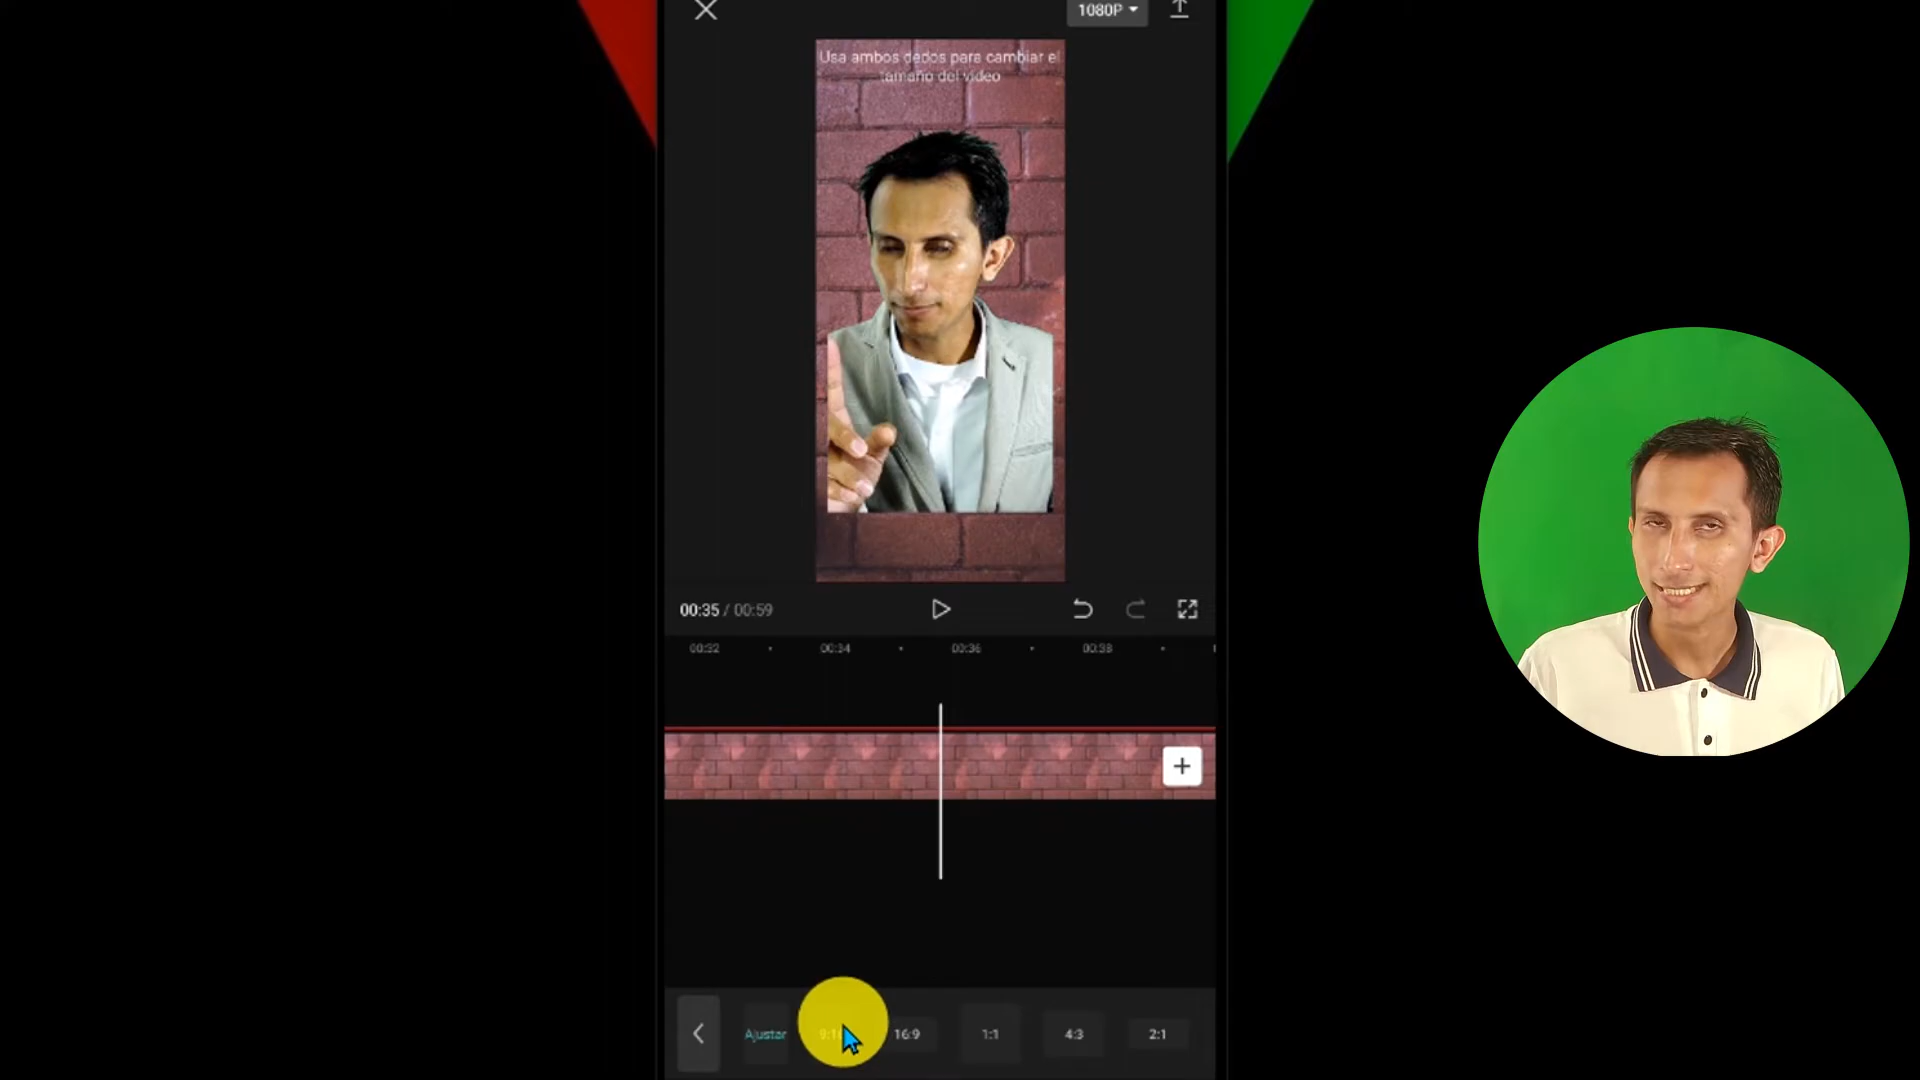 1080P
Usa ambos dedos para cambiar el
tamaño del video
00:35 / 00:59
00:32
00:34
00:36
00:38
Ajustar
16:9
1:1
4:3
2:1